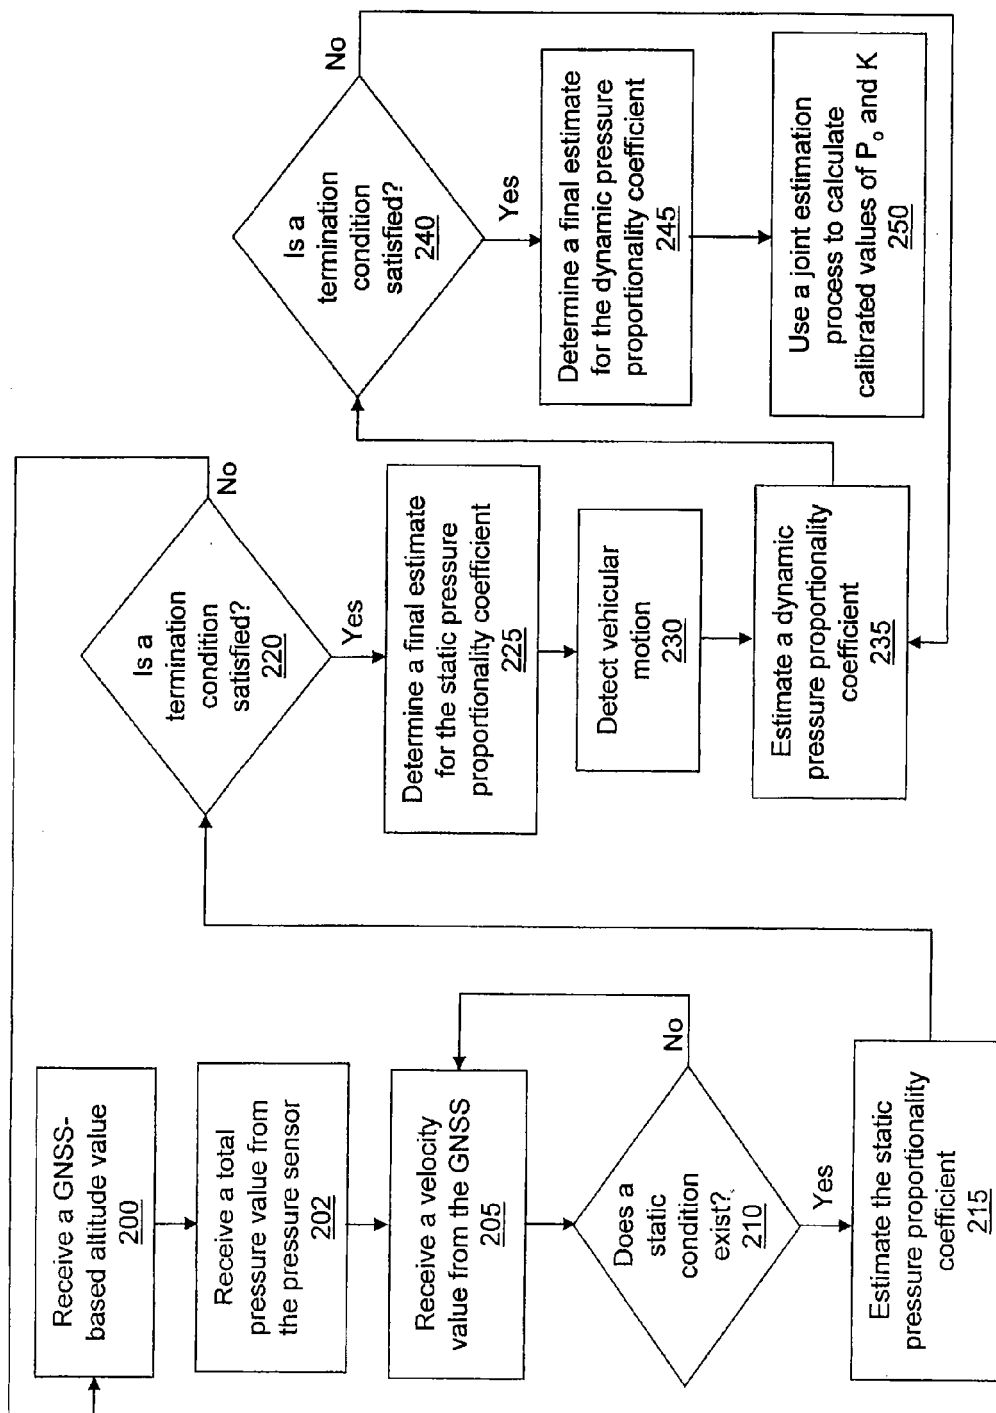 Receive a GNSS-
based altitude value
200
Receive a total
pressure value from
the pressure sensor
202
Receive a velocity
value from the GNSS
205
Does a
static
condition
exist?
210
No
Yes
Estimate the static
pressure proportionality
coefficient
215
Is a
termination
condition
satisfied?
220
No
Yes
Determine a final estimate
for the static pressure
proportionality coefficient
225
Detect vehicular
motion
230
Estimate a dynamic
pressure proportionality
coefficient
235
Is a
termination
condition
satisfied?
240
No
Yes
Determine a final estimate
for the dynamic pressure
proportionality coefficient
245
Use a joint estimation
process to calculate
calibrated values of Pₒ and K
250